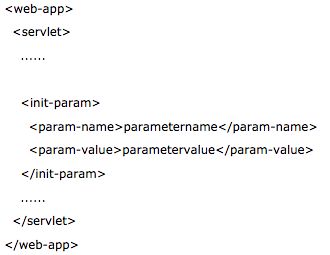 <web-app>
<servlet>
......
<init-param>
<param-name>parametername</param-name>
<param-value>parametervalue</param-value>
</init-param>
......
</servlet>
</web-app>